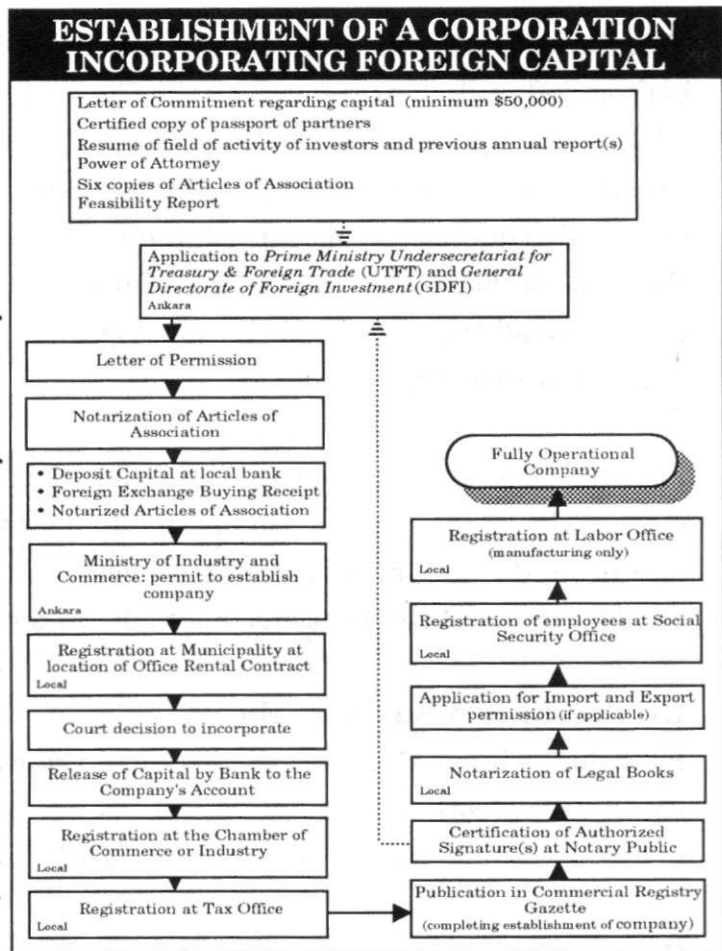 ESTABLISHMENT OF A CORPORATION
INCORPORATING FOREIGN CAPITAL
Letter of Commitment regarding capital (minimum $50,000)
Certified copy of passport of partners
Resume of field of activity of investors and previous annual report(s)
Power of Attorney
Six copies of Articles of Association
Feasibility Report
Application to Prime Ministry Undersecretariat for
Treasury & Foreign Trade (UTFT) and General
Directorate of Foreign Investment (GDFI)
Ankara
Letter of Permission
Notarization of Articles of
Association
• Deposit Capital at local bank
• Foreign Exchange Buying Receipt
• Notarized Articles of Association
Ministry of Industry and
Commerce: permit to establish
company
Ankara
Registration at Municipality at
location of Office Rental Contract
Local
Court decision to incorporate
Release of Capital by Bank to the
Company's Account
Registration at the Chamber of
Commerce or Industry
Local
Registration at Tax Office
Local
Publication in Commercial Registry
Gazette
(completing establishment of company)
Certification of Authorized
Signature(s) at Notary Public
Notarization of Legal Books
Local
Application for Import and Export
permission (if applicable)
Registration of employees at Social
Security Office
Local
Registration at Labor Office
(manufacturing only)
Local
Fully Operational
Company